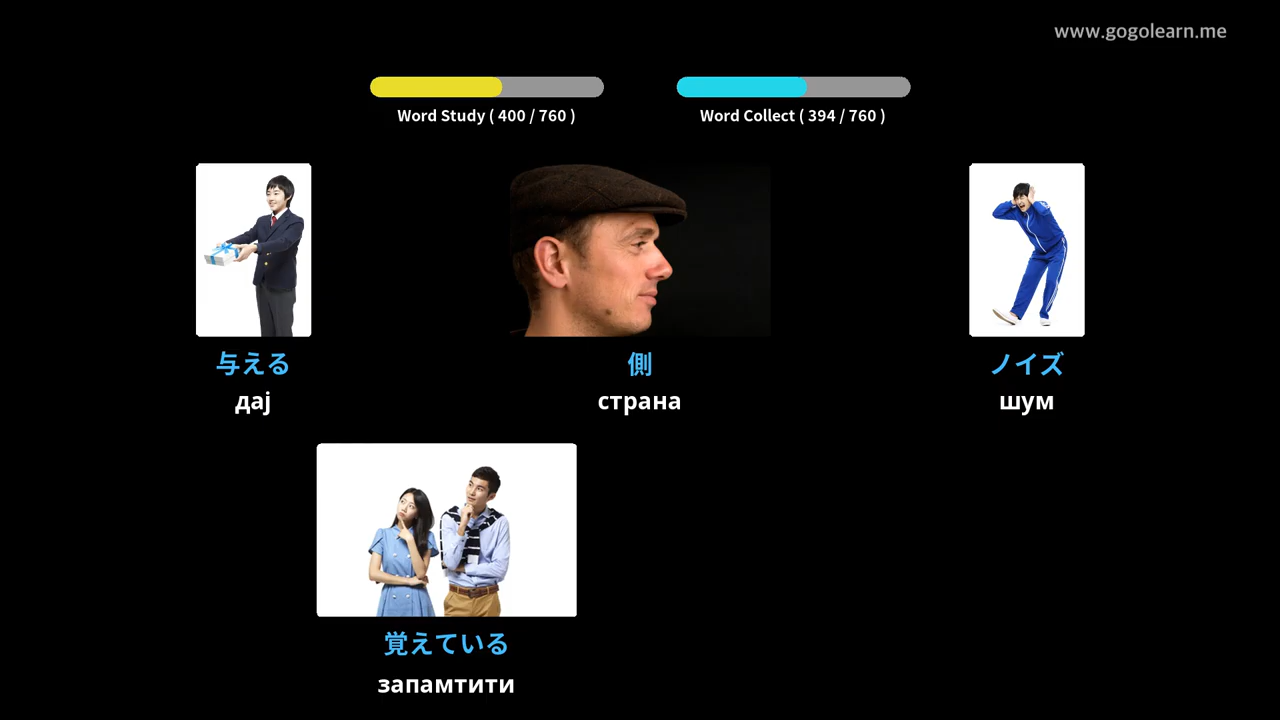 www.gogolearn.me
Word Study ( 400 / 760 )
Word Collect ( 394 / 760 )
与える
側
ノイズ
дај
страна
шум
覚えている
запамтити